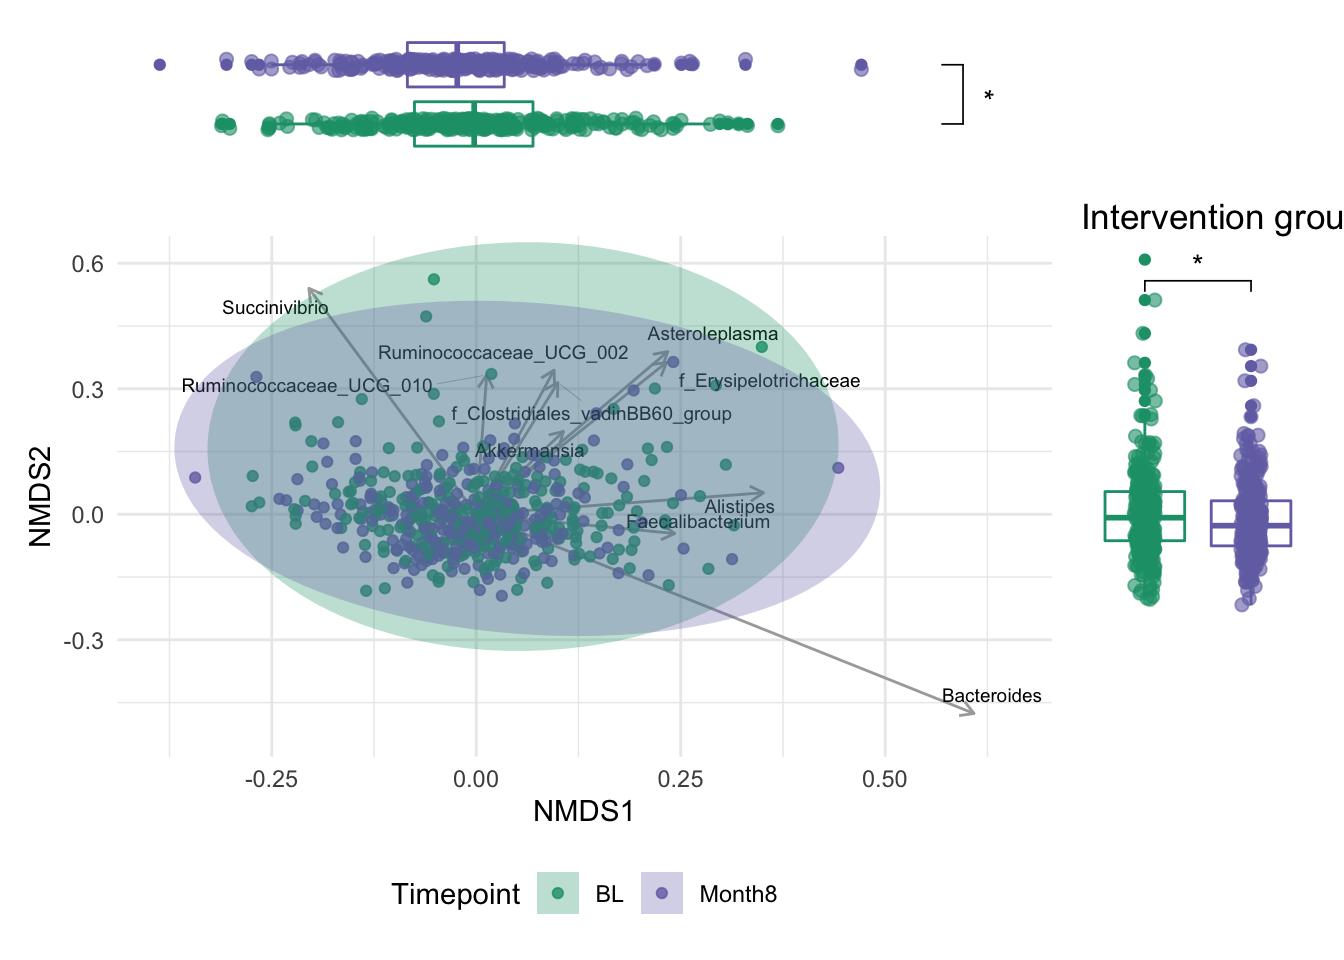 *
Intervention grou
*
NMDS2
0.6
0.3
0.0
-0.3
Succinivibrio
Asteroleplasma
Ruminococcaceae_UCG_002
Ruminococcaceae_UCG_010
f_Erysipelotrichaceae
f_Clostridiales_vadinBB60_group
Akkermansia
Alistipes
Faecalibacterium
Bacteroides
-0.25 0.00 0.25 0.50
NMDS1
Timepoint BL Month8